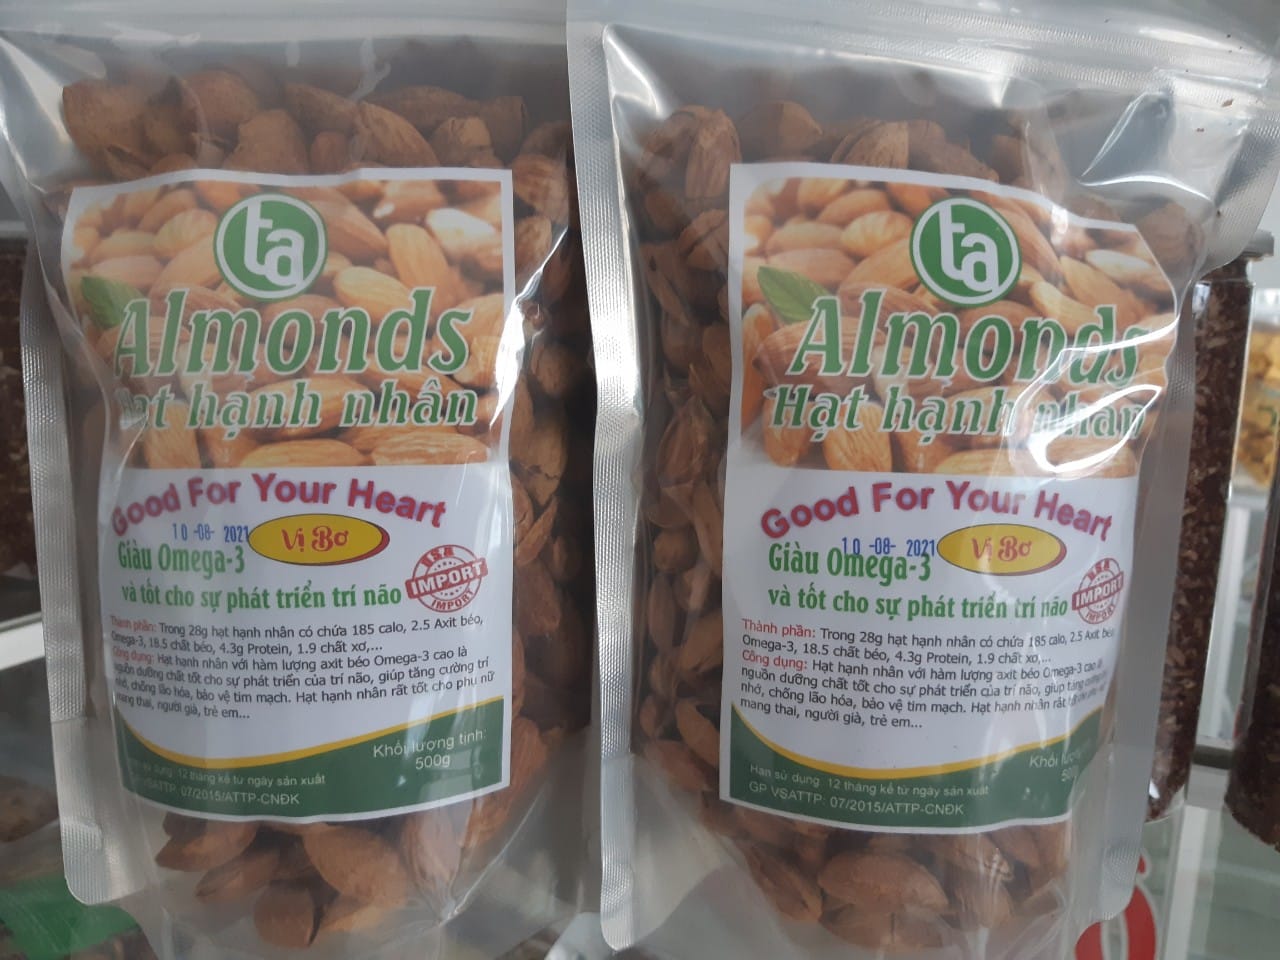 ta
Almonds
Hạt hạnh nhân
Good For Your Heart
10 -08- 2021
Vị Bơ
Giàu Omega-3
USA
IMPORT
IMPORT
và tốt cho sự phát triển trí não
Thành phần: Trong 28g hạt hạnh nhân có chứa 185 calo, 2.5 Axit béo,
Omega-3, 18.5 chất béo, 4.3g Protein, 1.9 chất xơ,...
Công dụng: Hạt hạnh nhân với hàm lượng axit béo Omega-3 cao là
nguồn dưỡng chất tốt cho sự phát triển của trí não, giúp tăng cường trí
nhớ, chống lão hóa, bảo vệ tim mạch. Hạt hạnh nhân rất tốt cho phụ nữ
mang thai, người già, trẻ em...
Khối lượng tịnh:
500g
sử dụng: 12 tháng kể từ ngày sản xuất
GP VSATTP: 07/2015/ATTP-CNĐK
ta
Almonds
Hạt hạnh nhân
Good For Your Heart
10 -08- 2021
Vị Bơ
Giàu Omega-3
USA
IMPORT
IMPORT
và tốt cho sự phát triển trí não
Thành phần: Trong 28g hạt hạnh nhân có chứa 185 calo, 2.5 Axit béo,
Omega-3, 18.5 chất béo, 4.3g Protein, 1.9 chất xơ,...
Công dụng: Hạt hạnh nhân với hàm lượng axit béo Omega-3 cao là
nguồn dưỡng chất tốt cho sự phát triển của trí não, giúp tăng cường
nhớ, chống lão hóa, bảo vệ tim mạch. Hạt hạnh nhân rất tốt cho phụ
mang thai, người già, trẻ em...
Khối lượng
500g
Hạn sử dụng: 12 tháng kể từ ngày sản xuất
GP VSATTP: 07/2015/ATTP-CNĐK